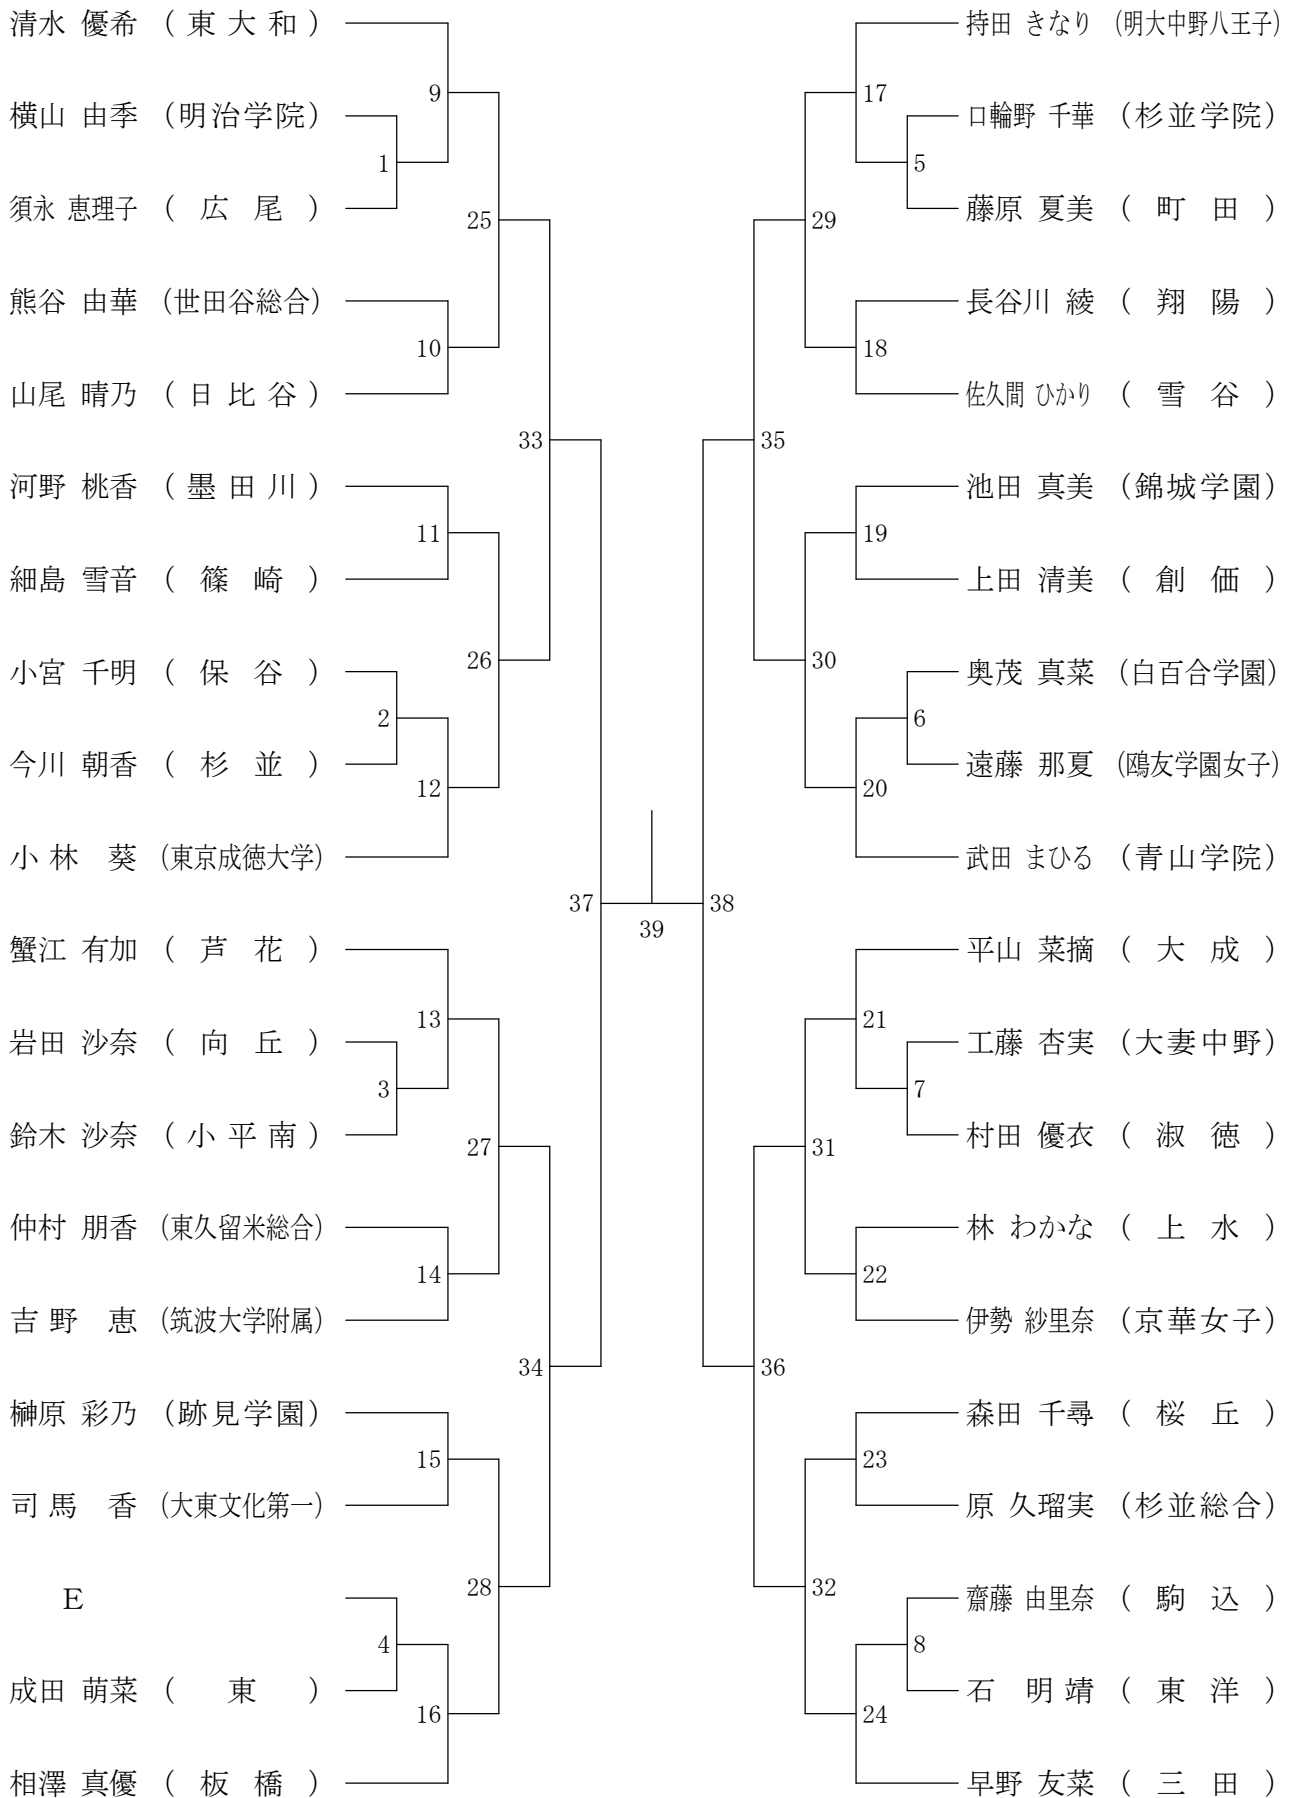 清水 優希 （ 東 大 和 ）
横山 由季 （明治学院）
須永 恵理子 （ 広 尾 ）
熊谷 由華 （世田谷総合）
山尾 晴乃 （ 日 比 谷 ）
河野 桃香 （ 墨 田 川 ）
細島 雪音 （ 篠 崎 ）
小宮 千明 （ 保 谷 ）
今川 朝香 （ 杉 並 ）
小 林 葵 （東京成徳大学）
蟹江 有加 （ 芦 花 ）
岩田 沙奈 （ 向 丘 ）
鈴木 沙奈 （ 小 平 南 ）
仲村 朋香 （東久留米総合）
吉 野 恵 （筑波大学附属）
榊原 彩乃 （跡見学園）
司 馬 香 （大東文化第一）
E
成田 萌菜 （ 東 ）
相澤 真優 （ 板 橋 ）
1
2
3
4
9
10
11
12
13
14
15
16
25
26
27
28
33
34
37
39
38
35
36
29
30
31
32
17
18
19
20
21
22
23
24
5
6
7
8
持田 きなり （明大中野八王子）
口輪野 千華 （杉並学院）
藤原 夏美 （ 町 田 ）
長谷川 綾 （ 翔 陽 ）
佐久間 ひかり （ 雪 谷 ）
池田 真美 （錦城学園）
上田 清美 （ 創 価 ）
奥茂 真菜 （白百合学園）
遠藤 那夏 （鴎友学園女子）
武田 まひる （青山学院）
平山 菜摘 （ 大 成 ）
工藤 杏実 （大妻中野）
村田 優衣 （ 淑 徳 ）
林 わかな （ 上 水 ）
伊勢 紗里奈 （京華女子）
森田 千尋 （ 桜 丘 ）
原 久瑠実 （杉並総合）
齋藤 由里奈 （ 駒 込 ）
石 明 靖 （ 東 洋 ）
早野 友菜 （ 三 田 ）